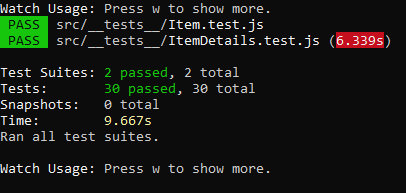 Watch Usage: Press w to show more.
PASS src/__tests__/Item.test.js
PASS src/__tests__/ItemDetails.test.js (6.339s)
Test Suites: 2 passed, 2 total
Tests: 30 passed, 30 total
Snapshots: 0 total
Time: 9.667s
Ran all test suites.
Watch Usage: Press w to show more.